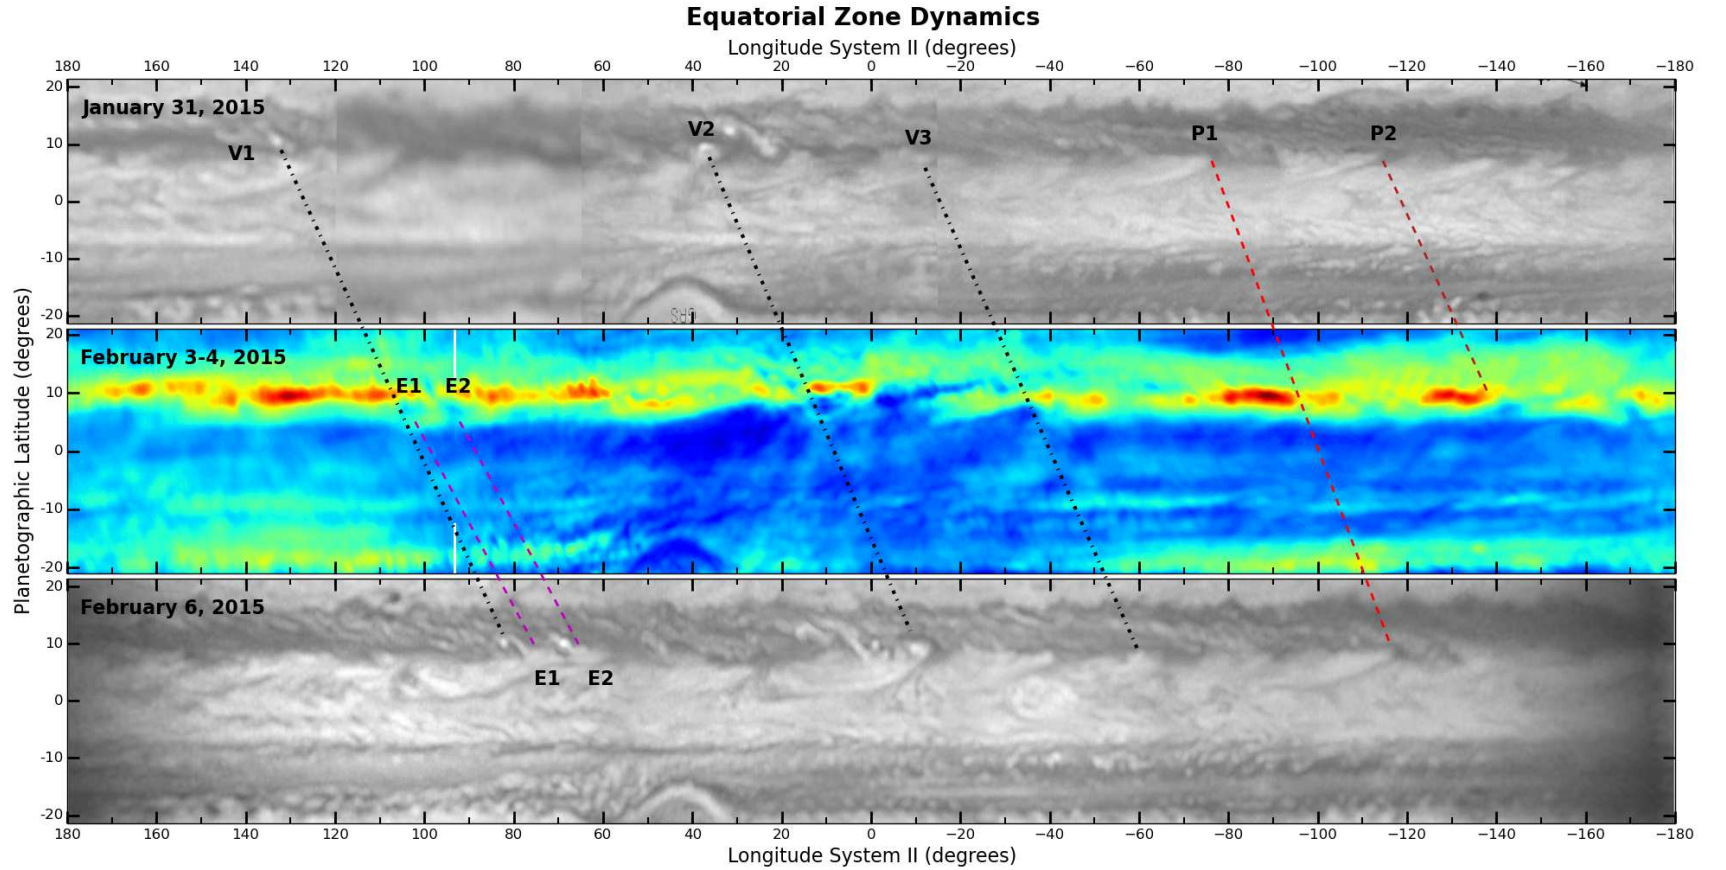 Equatorial Zone Dynamics
Longitude System II (degrees)
180 160 140 120 100 80 60 40 20 0 −20 −40 −60 −80 −100 −120 −140 −160 −180
Planetographic Latitude (degrees)
20
January 31, 2015
10
0
-10
-20
V1
V2
V3
P1
P2
20
February 3-4, 2015
10
0
-10
-20
E1 E2
20
February 6, 2015
10
0
-10
-20
E1 E2
180 160 140 120 100 80 60 40 20 0 −20 −40 −60 −80 −100 −120 −140 −160 −180
Longitude System II (degrees)